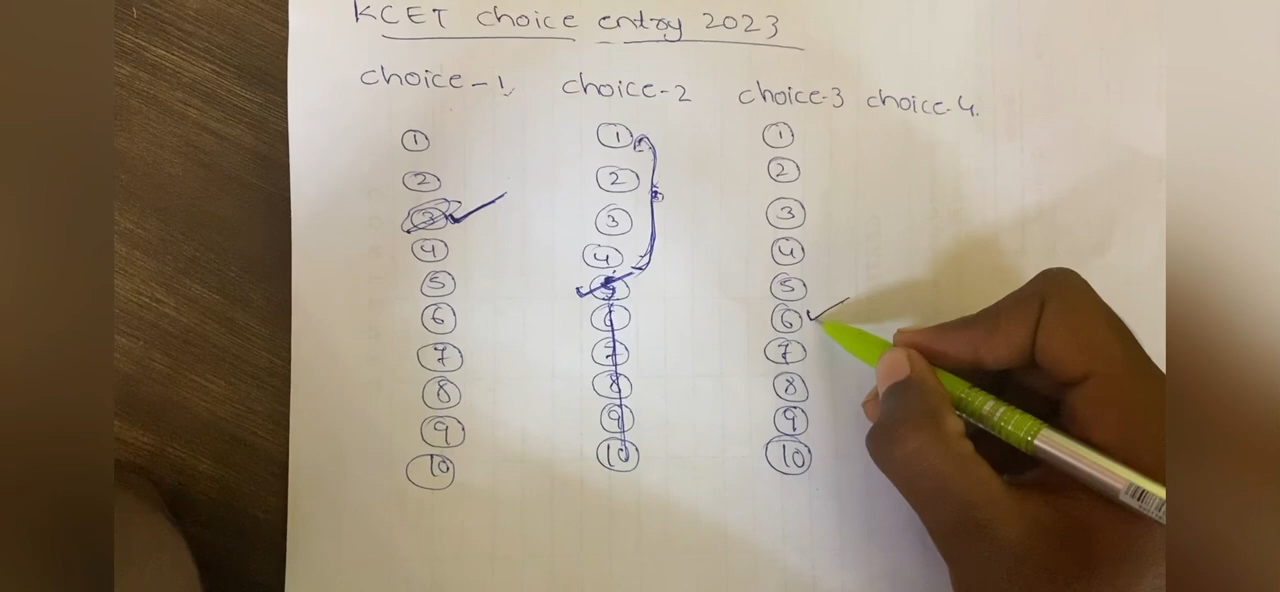 KCET choice entry 2023
choice-1 choice-2 choice-3 choice-4.
1 1 1
2 2 2
3 3 3
4 4 4
5 5 5
6 6 6
7 7 7
8 8 8
9 9 9
10 10 10